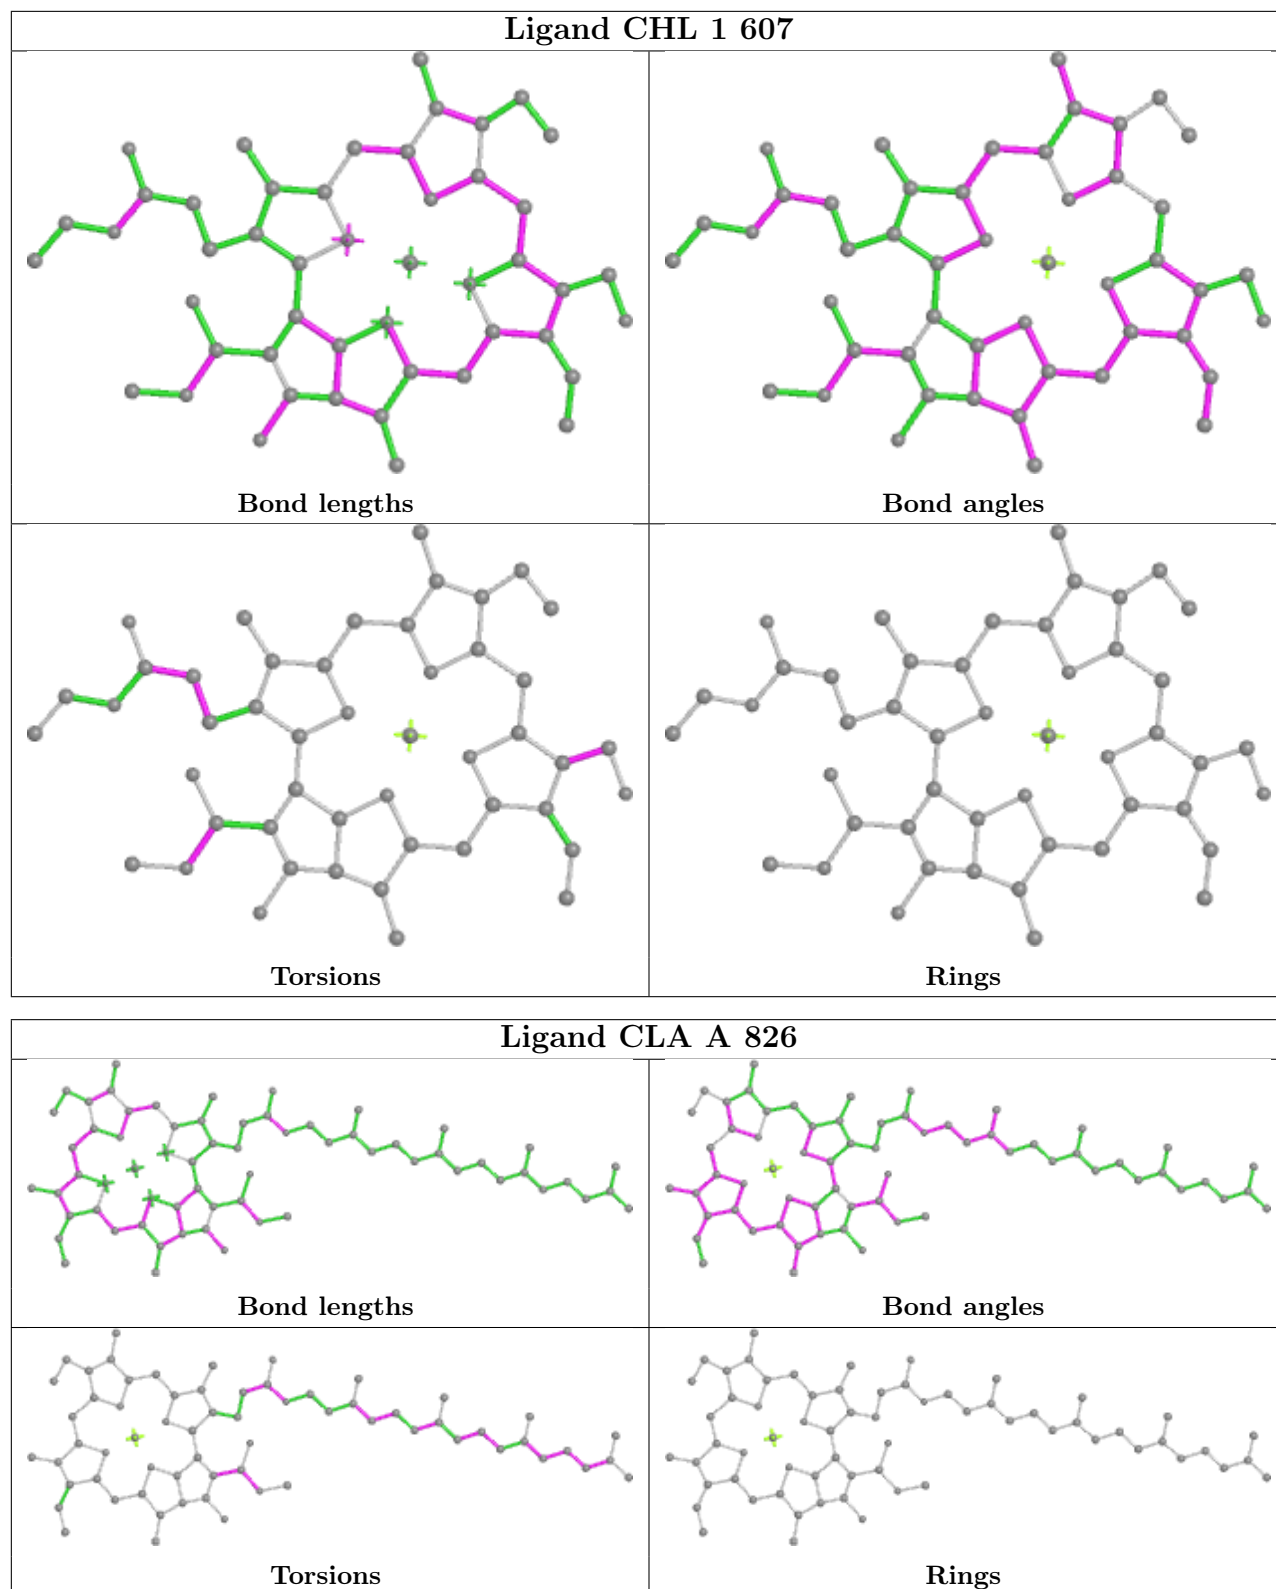 Ligand CHL 1 607
Bond lengths
Bond angles
Torsions
Rings
Ligand CLA A 826
Bond lengths
Bond angles
Torsions
Rings